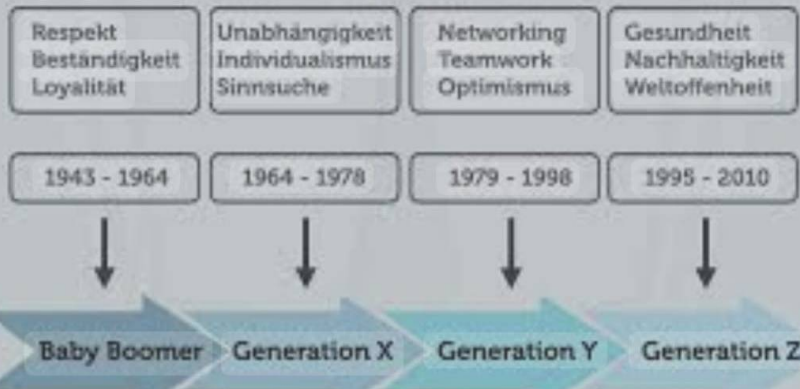 Respekt
Beständigkeit
Loyalität
Unabhängigkeit
Individualismus
Sinnsuche
Networking
Teamwork
Optimismus
Gesundheit
Nachhaltigkeit
Weltoffenheit
1943 - 1964
1964 - 1978
1979 - 1998
1995 - 2010
Baby Boomer
Generation X
Generation Y
Generation Z